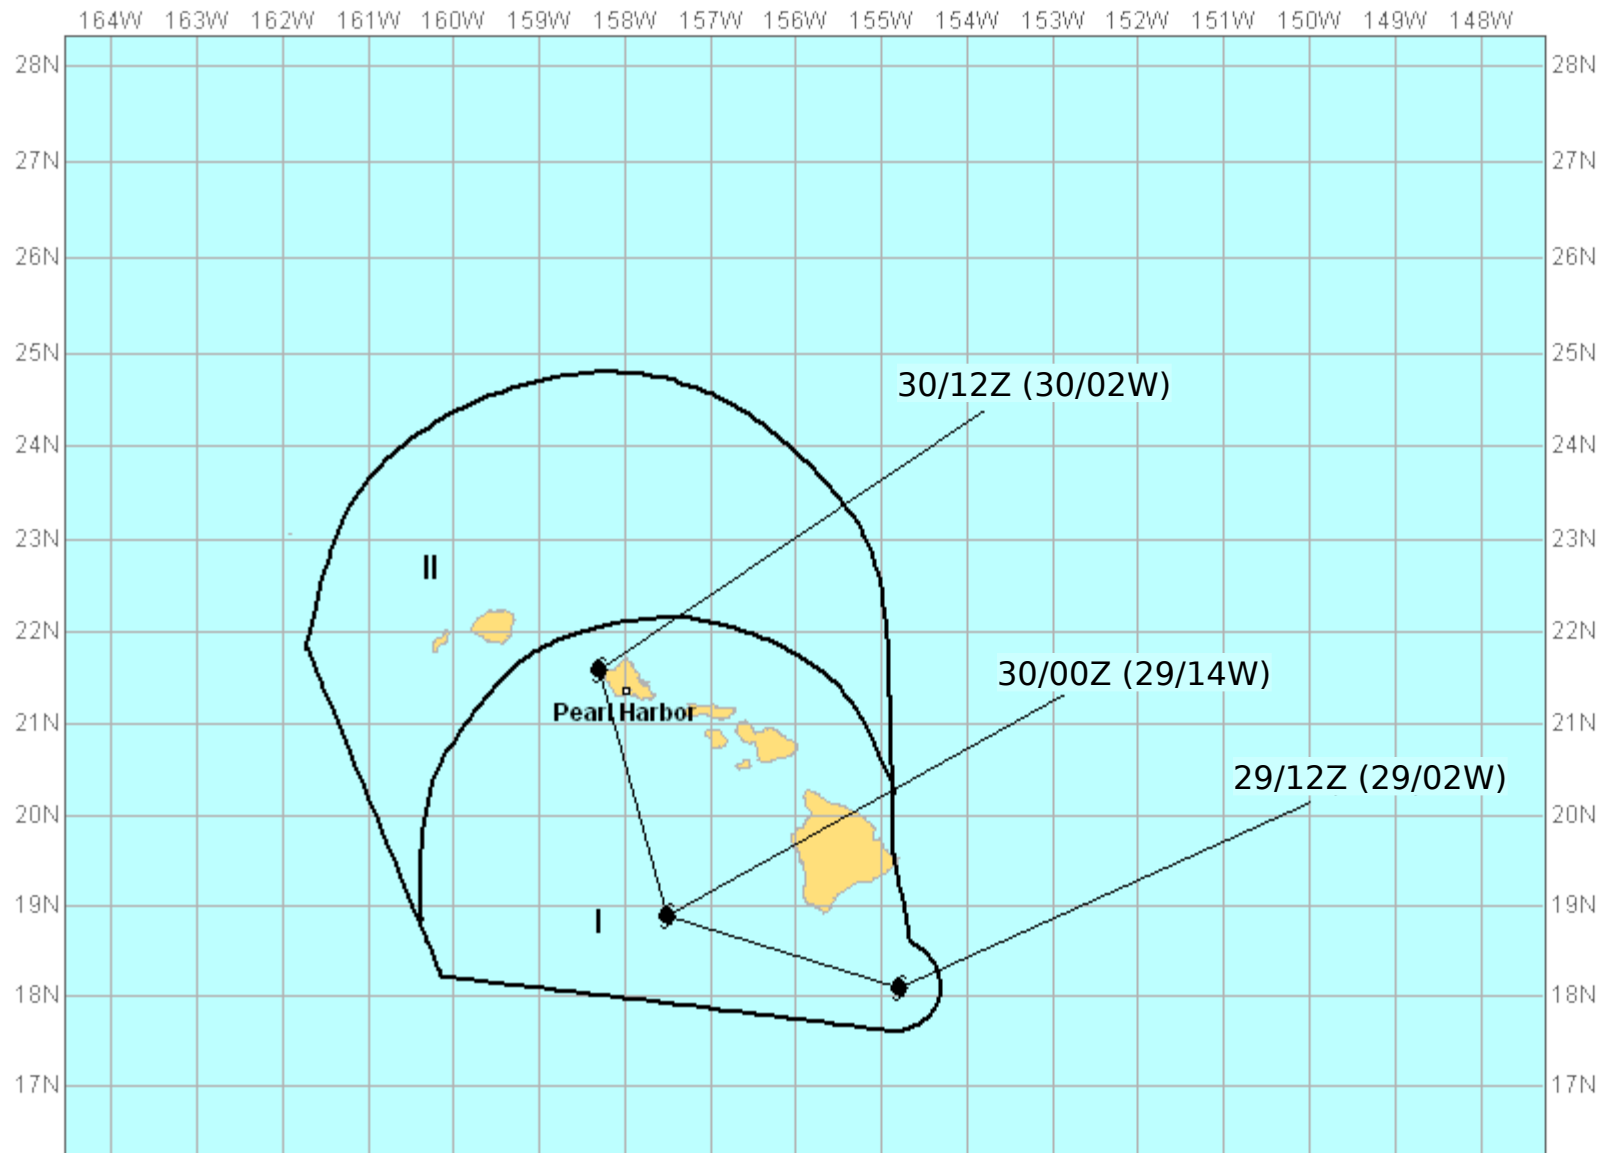 164W 163W 162W 161W 160W 159W 158W 157W 156W 155W 154W 153W 152W 151W 150W 149W 148W
28N 28N
27N 27N
26N 26N
25N 25N
30/12Z (30/02W)
24N 24N
23N 23N
II
22N 22N
30/00Z (29/14W)
Pearl Harbor
21N 21N
29/12Z (29/02W)
20N 20N
19N 19N
I
18N 18N
17N 17N